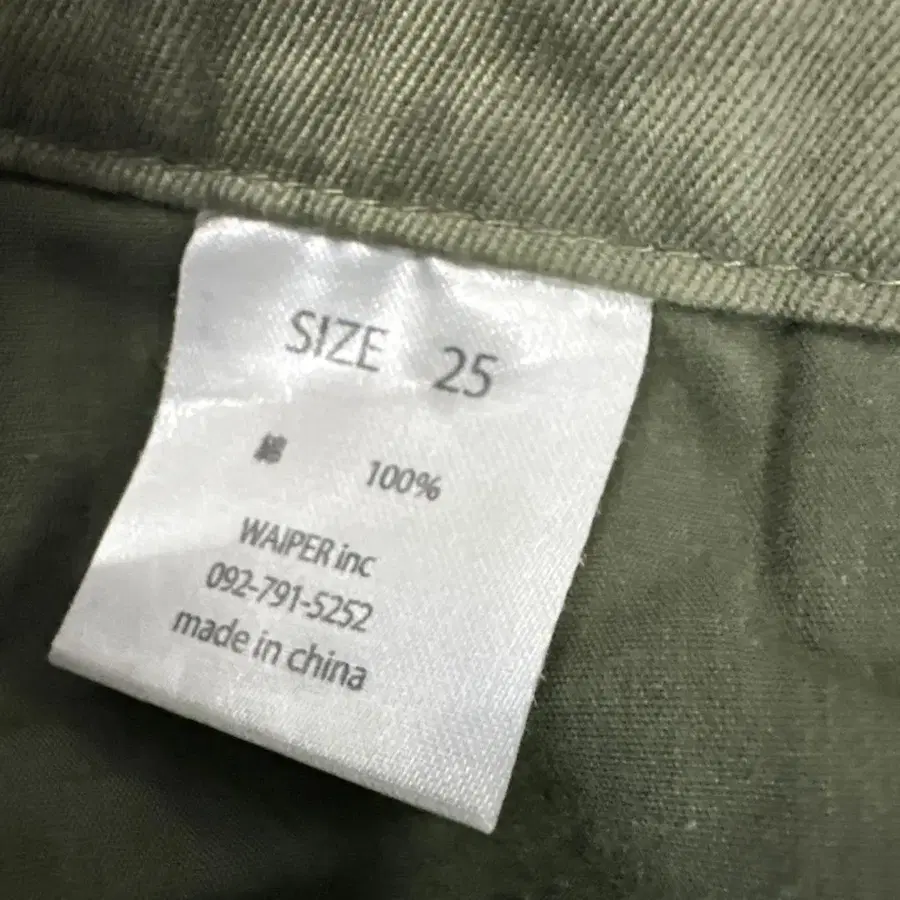 SIZE 25
綿 100%
WAIPER inc
092-791-5252
made in china